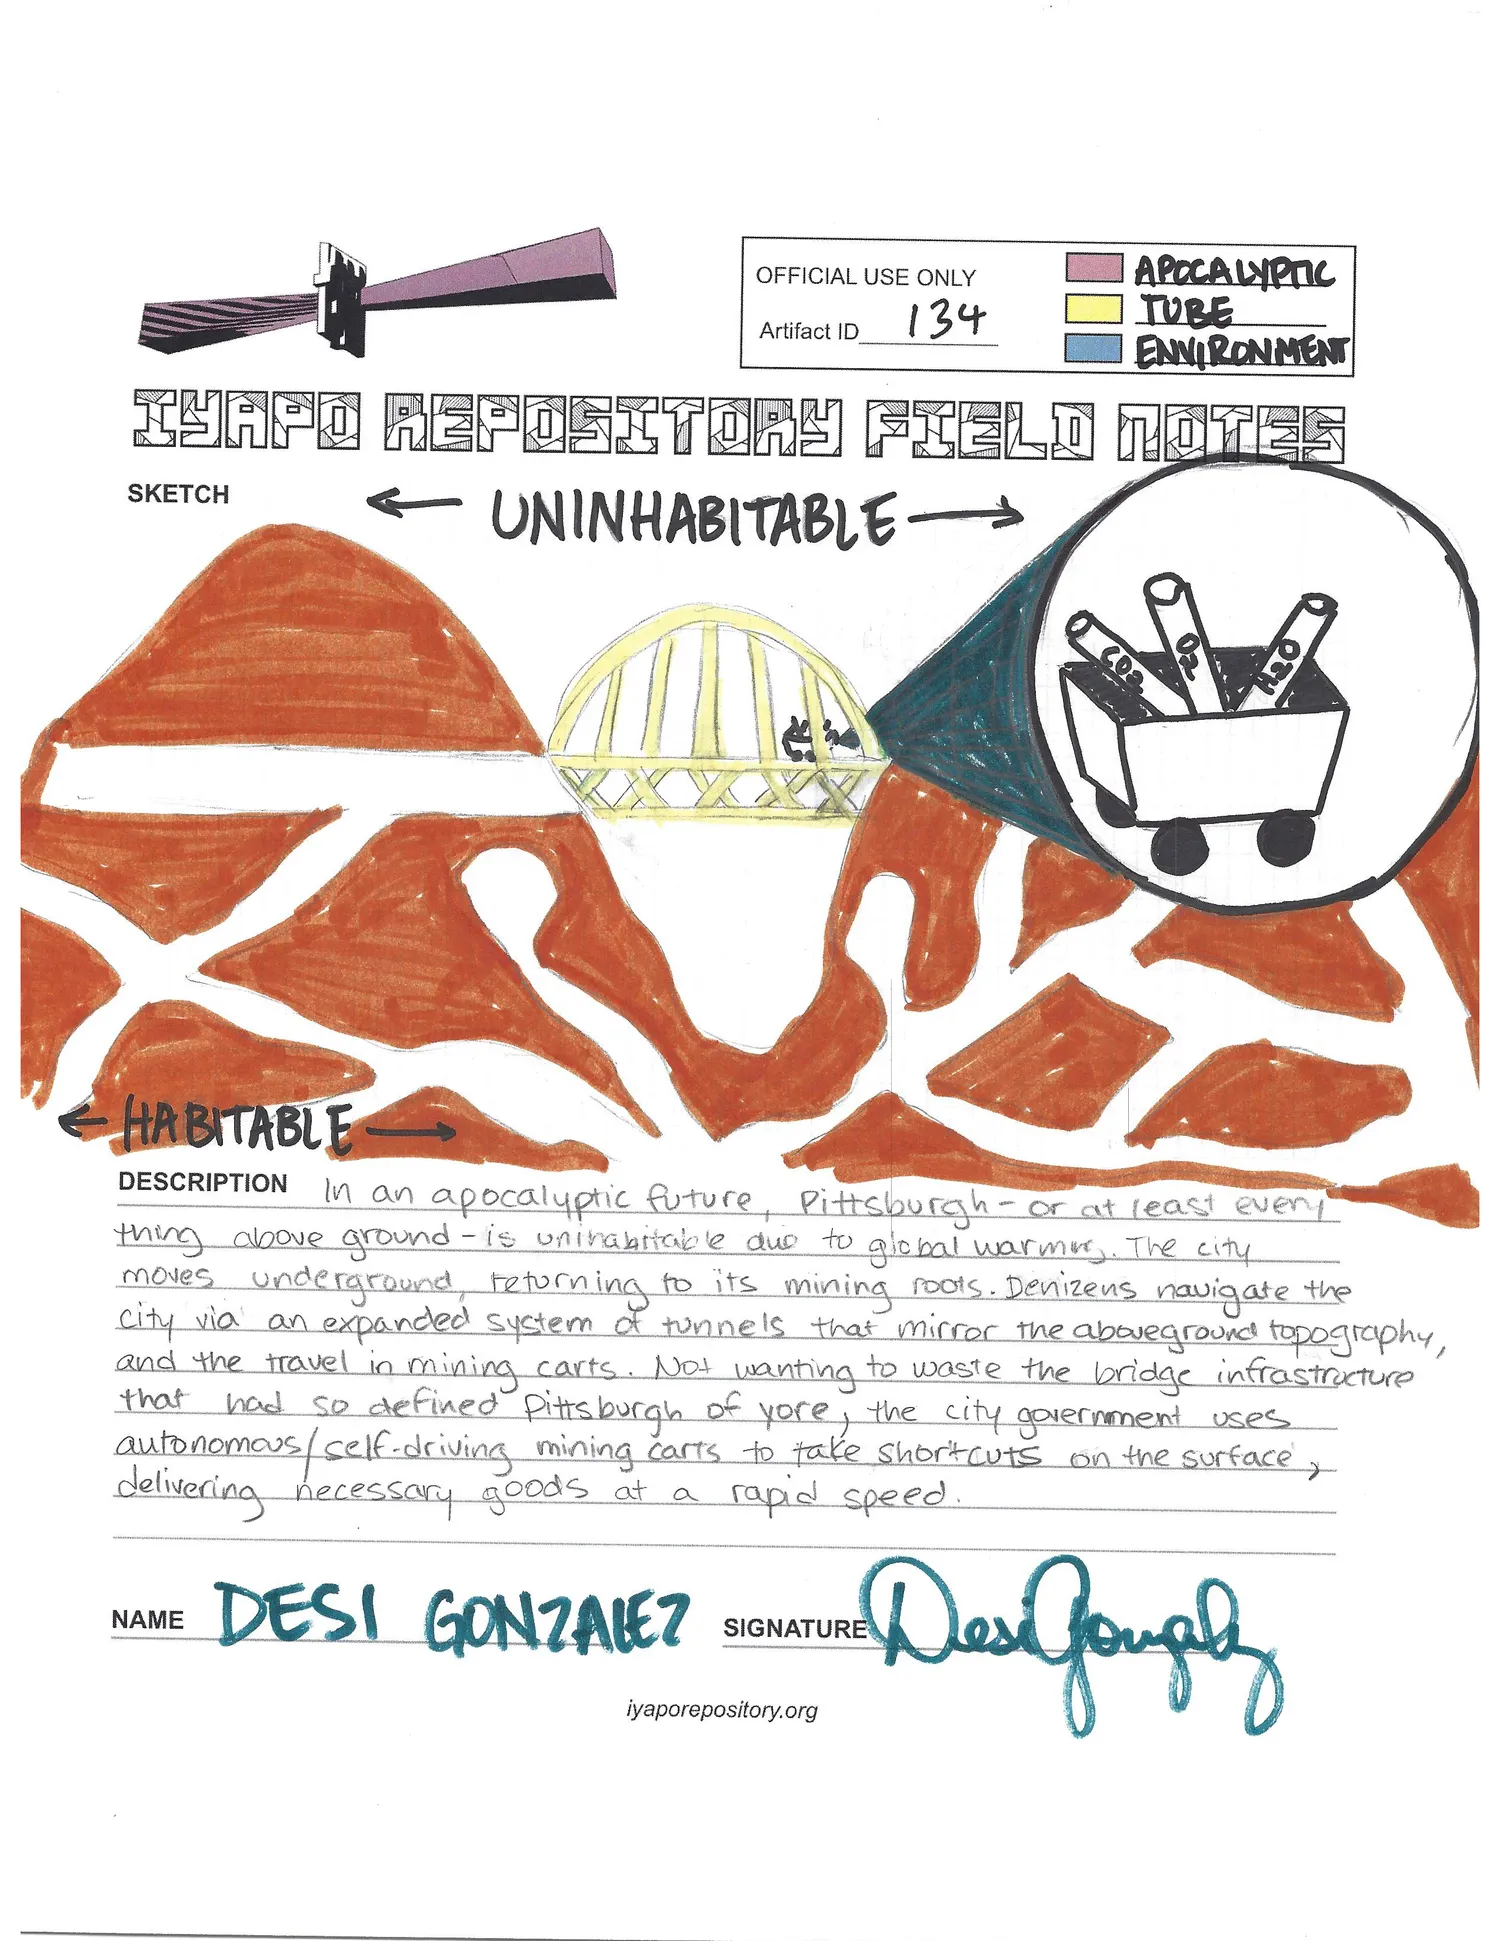 OFFICIAL USE ONLY
Artifact ID 134
APOCALYPTIC
TUBE
ENVIRONMENT
IYAPO REPOSITORY FIELD NOTES
SKETCH
← UNINHABITABLE →
CO2
O2
H2O
← HABITABLE →
DESCRIPTION In an apocalyptic future, Pittsburgh - or at least every
thing above ground - is uninhabitable due to global warming. The city
moves underground, returning to its mining roots. Denizens navigate the
city via an expanded system of tunnels that mirror the aboveground topography,
and the travel in mining carts. Not wanting to waste the bridge infrastructure
that had so defined Pittsburgh of yore, the city government uses
autonomous/self-driving mining carts to take shortcuts on the surface,
delivering necessary goods at a rapid speed.
NAME DESI GONZALEZ SIGNATURE Desi Gonzalez
iyaporepository.org